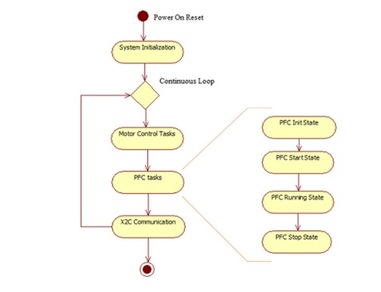 Power On Reset
System Initialization
Continuous Loop
Motor Control Tasks
PFC tasks
X2C Communication
PFC Init State
PFC Start State
PFC Running State
PFC Stop State